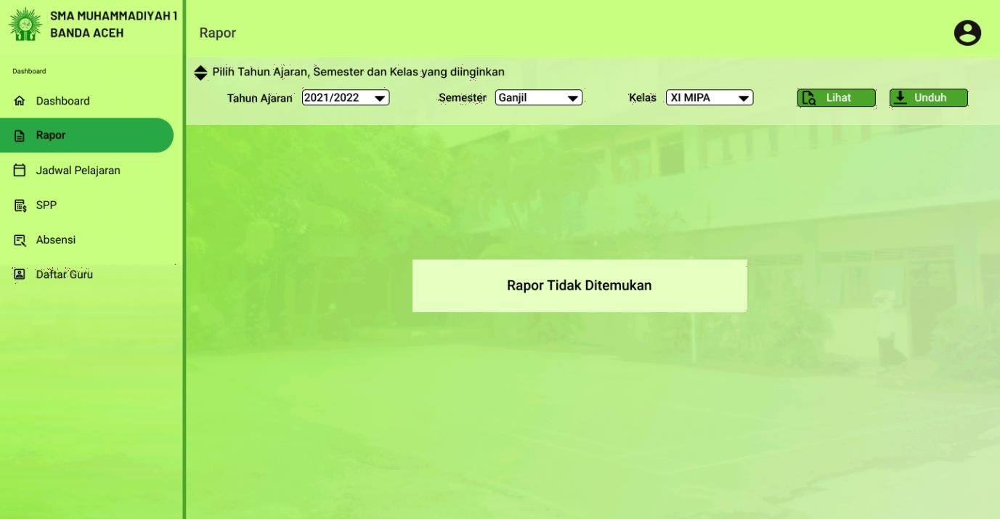 SMA MUHAMMADIYAH 1
BANDA ACEH
Rapor
Dashboard
Dashboard
Rapor
Jadwal Pelajaran
SPP
Absensi
Daftar Guru
Pilih Tahun Ajaran, Semester dan Kelas yang diinginkan
Tahun Ajaran 2021/2022 Semester Ganjil Kelas XI MIPA Lihat Unduh
Rapor Tidak Ditemukan